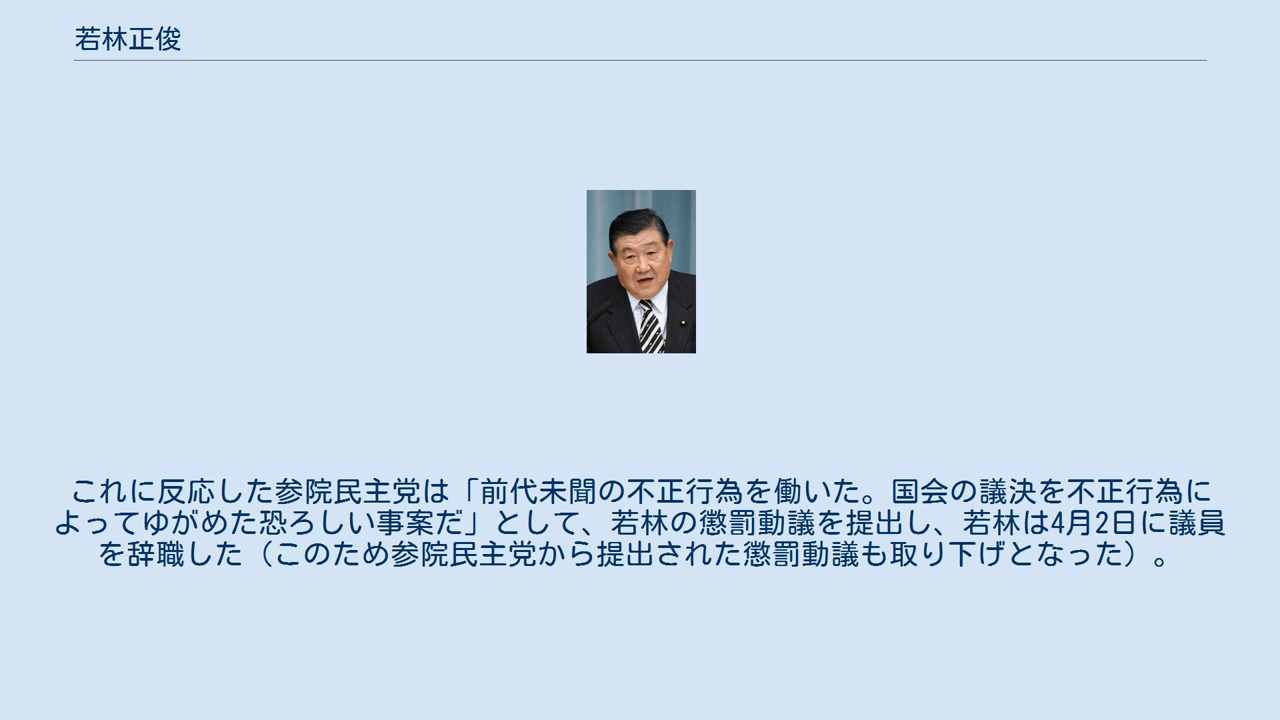 若林正俊
これに反応した参院民主党は「前代未聞の不正行為を働いた。国会の議決を不正行為に
よってゆがめた恐ろしい事案だ」として、若林の懲罰動議を提出し、若林は4月2日に議員
を辞職した（このため参院民主党から提出された懲罰動議も取り下げとなった）。